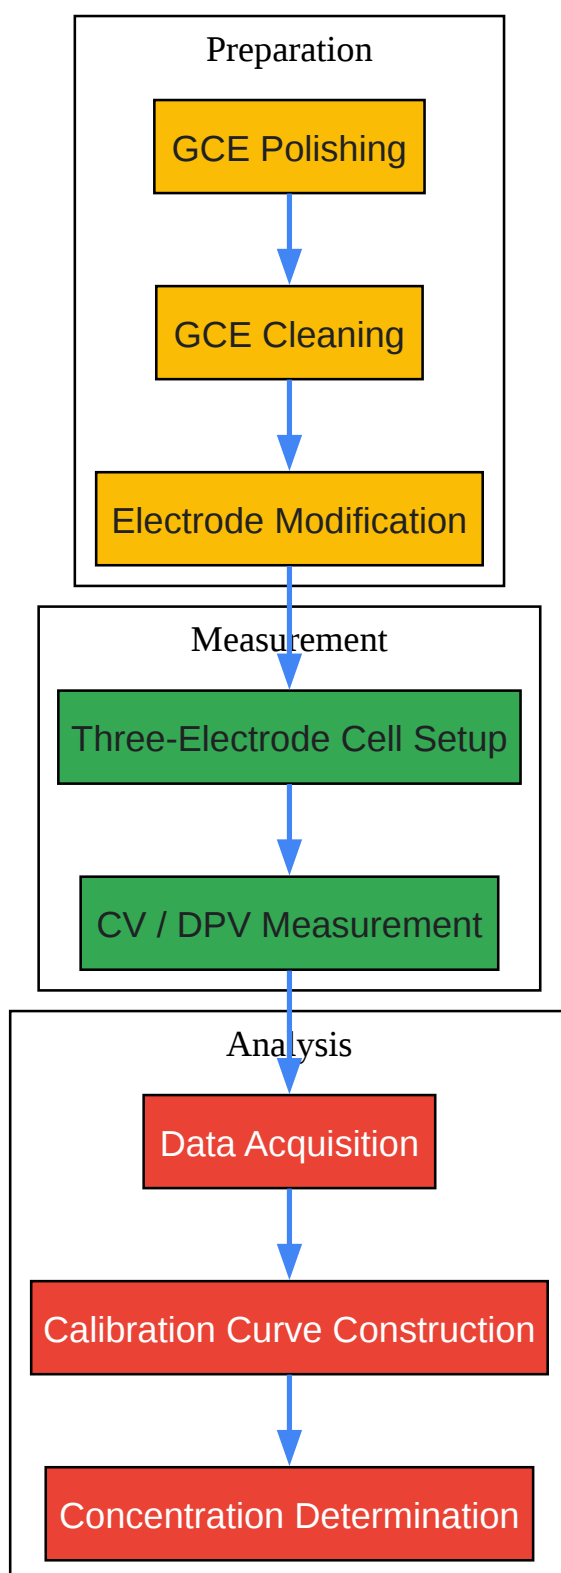 Preparation
GCE Polishing
GCE Cleaning
Electrode Modification
Measurement
Three-Electrode Cell Setup
CV / DPV Measurement
Analysis
Data Acquisition
Calibration Curve Construction
Concentration Determination